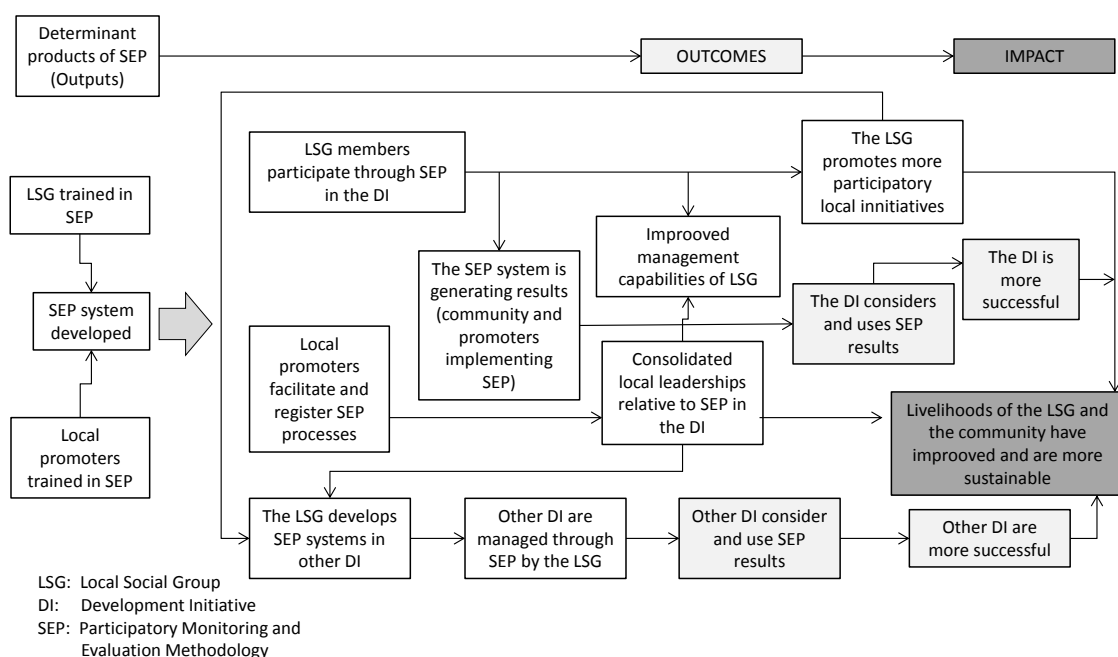 Determinant
products of SEP
(Outputs)
OUTCOMES
IMPACT
LSG members
participate through SEP
in the DI
The LSG
promotes more
participatory
local innitiatives
LSG trained in
SEP
Improoved
management
capabilities of LSG
The DI is
more
successful
The SEP system is
generating results
(community and
promoters
implementing
SEP)
The DI considers
and uses SEP
results
SEP system
developed
Local
promoters
facilitate and
register SEP
processes
Consolidated
local leaderships
relative to SEP in
the DI
Livelihoods of the LSG and
the community have
improoved and are more
sustainable
Local
promoters
trained in SEP
The LSG develops
SEP systems in
other DI
Other DI are
managed through
SEP by the LSG
Other DI consider
and use SEP
results
Other DI are
more successful
LSG: Local Social Group
DI: Development Initiative
SEP: Participatory Monitoring and
Evaluation Methodology